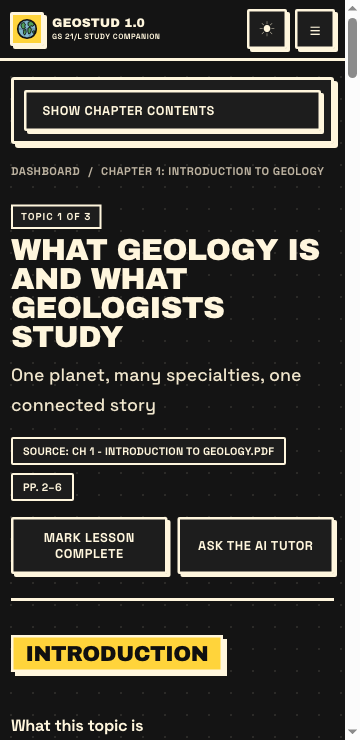 GEOSTUD 1.0
GS 21/L STUDY COMPANION
SHOW CHAPTER CONTENTS
DASHBOARD / CHAPTER 1: INTRODUCTION TO GEOLOGY
TOPIC 1 OF 3
WHAT GEOLOGY IS
AND WHAT
GEOLOGISTS
STUDY
One planet, many specialties, one
connected story
SOURCE: CH 1 - INTRODUCTION TO GEOLOGY.PDF
PP. 2–6
MARK LESSON
COMPLETE
ASK THE AI TUTOR
INTRODUCTION
What this topic is